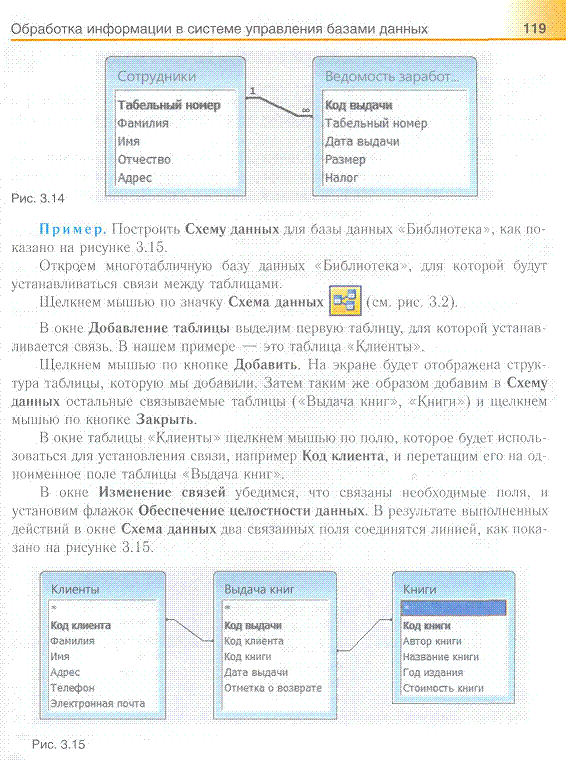 Обработка информации в системе управления базами данных 119
Сотрудники
Табельный номер
Фамилия
Имя
Отчество
Адрес
1
∞
Ведомость заработ...
Код выдачи
Табельный номер
Дата выдачи
Размер
Налог
Рис. 3.14
Пример. Построить Схему данных для базы данных «Библиотека», как по-
казано на рисунке 3.15.
Откроем многотабличную базу данных «Библиотека», для которой будут
устанавливаться связи между таблицами.
Щелкнем мышью по значку Схема данных (см. рис. 3.2).
В окне Добавление таблицы выделим первую таблицу, для которой устанав-
ливается связь. В нашем примере — это таблица «Клиенты».
Щелкнем мышью по кнопке Добавить. На экране будет отображена струк-
тура таблицы, которую мы добавили. Затем таким же образом добавим в Схему
данных остальные связываемые таблицы («Выдача книг», «Книги») и щелкнем
мышью по кнопке Закрыть.
В окне таблицы «Клиенты» щелкнем мышью по полю, которое будет исполь-
зоваться для установления связи, например Код клиента, и перетащим его на од-
ноименное поле таблицы «Выдача книг».
В окне Изменение связей убедимся, что связаны необходимые поля, и
установим флажок Обеспечение целостности данных. В результате выполненных
действий в окне Схема данных два связанных поля соединятся линией, как пока-
зано на рисунке 3.15.
Клиенты
*
Код клиента
Фамилия
Имя
Адрес
Телефон
Электронная почта
Выдача книг
*
Код выдачи
Код клиента
Код книги
Дата выдачи
Отметка о возврате
Книги
*
Код книги
Автор книги
Название книги
Год издания
Стоимость книги
Рис. 3.15